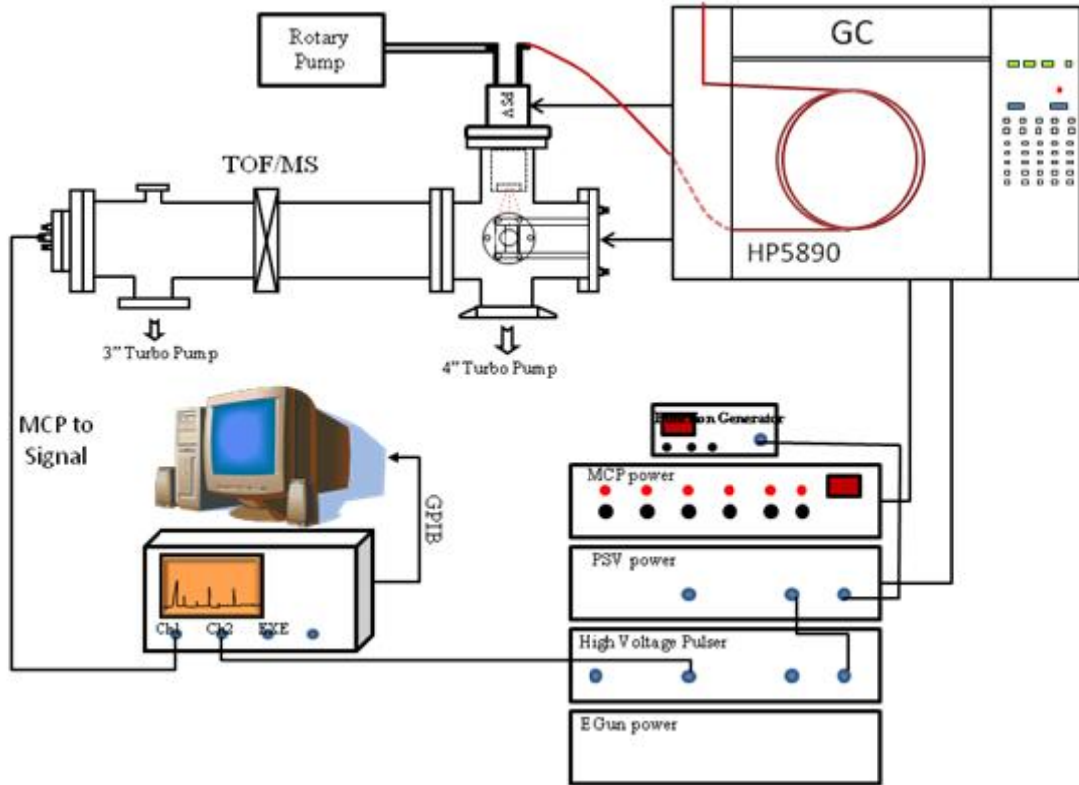 Rotary
Pump
GC
PSV
TOF/MS
HP5890
3" Turbo Pump
4" Turbo Pump
MCP to
Signal
GPIB
Generator
MCP power
PSV power
Ch1 Ch2 EXE
High Voltage Pulser
EGun power